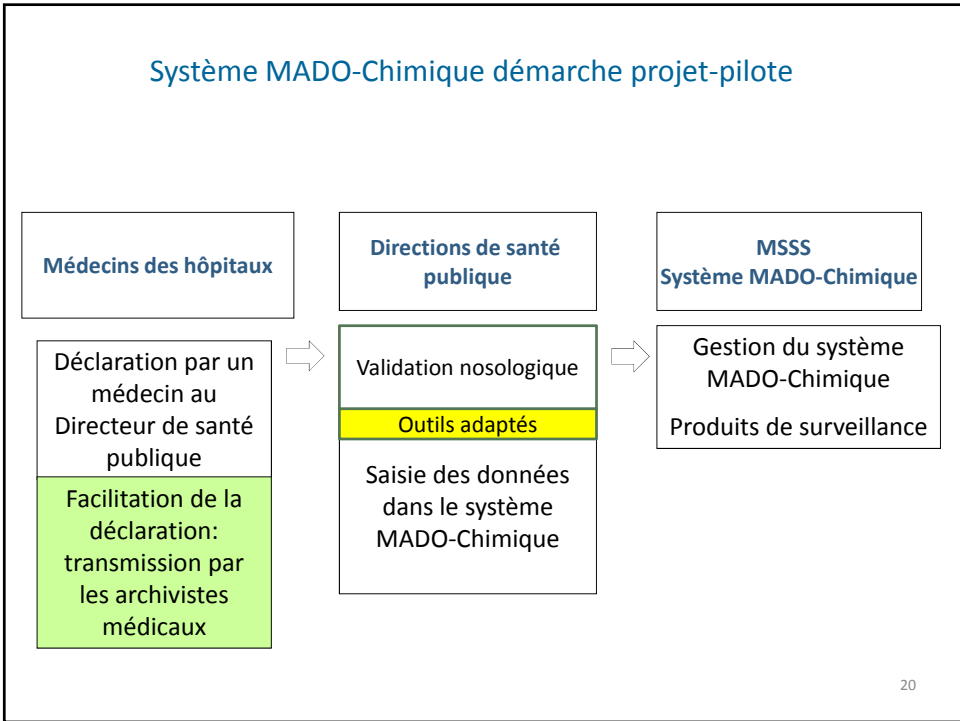 Système MADO-Chimique démarche projet-pilote
Médecins des hôpitaux
Déclaration par un
médecin au
Directeur de santé
publique
Facilitation de la
déclaration:
transmission par
les archivistes
médicaux
Directions de santé
publique
Validation nosologique
Outils adaptés
Saisie des données
dans le système
MADO-Chimique
MSSS
Système MADO-Chimique
Gestion du système
MADO-Chimique
Produits de surveillance
20